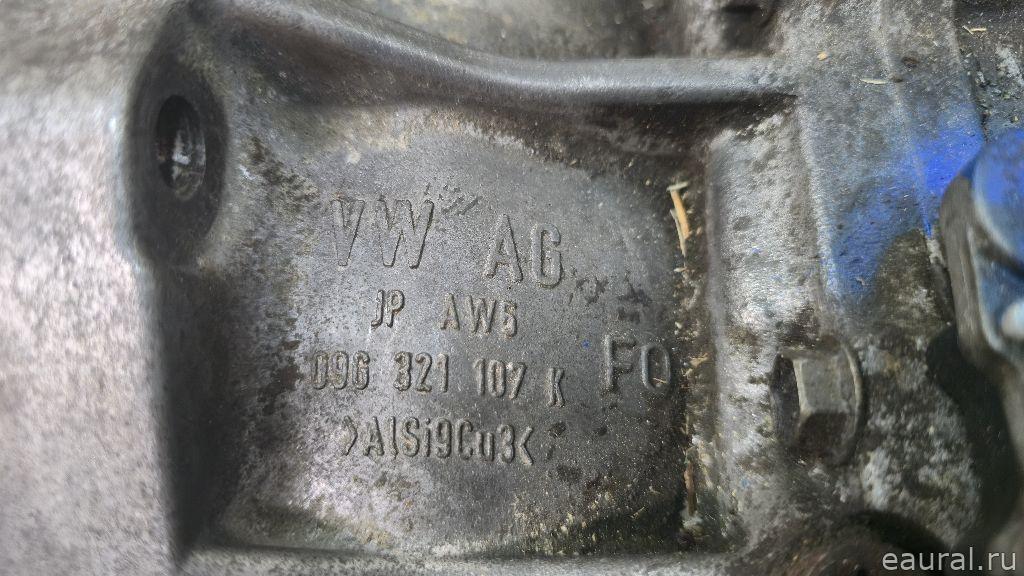 VW AG
JP AW5
096 321 107 K
FO
>AlSi9Cu3<
eaural.ru